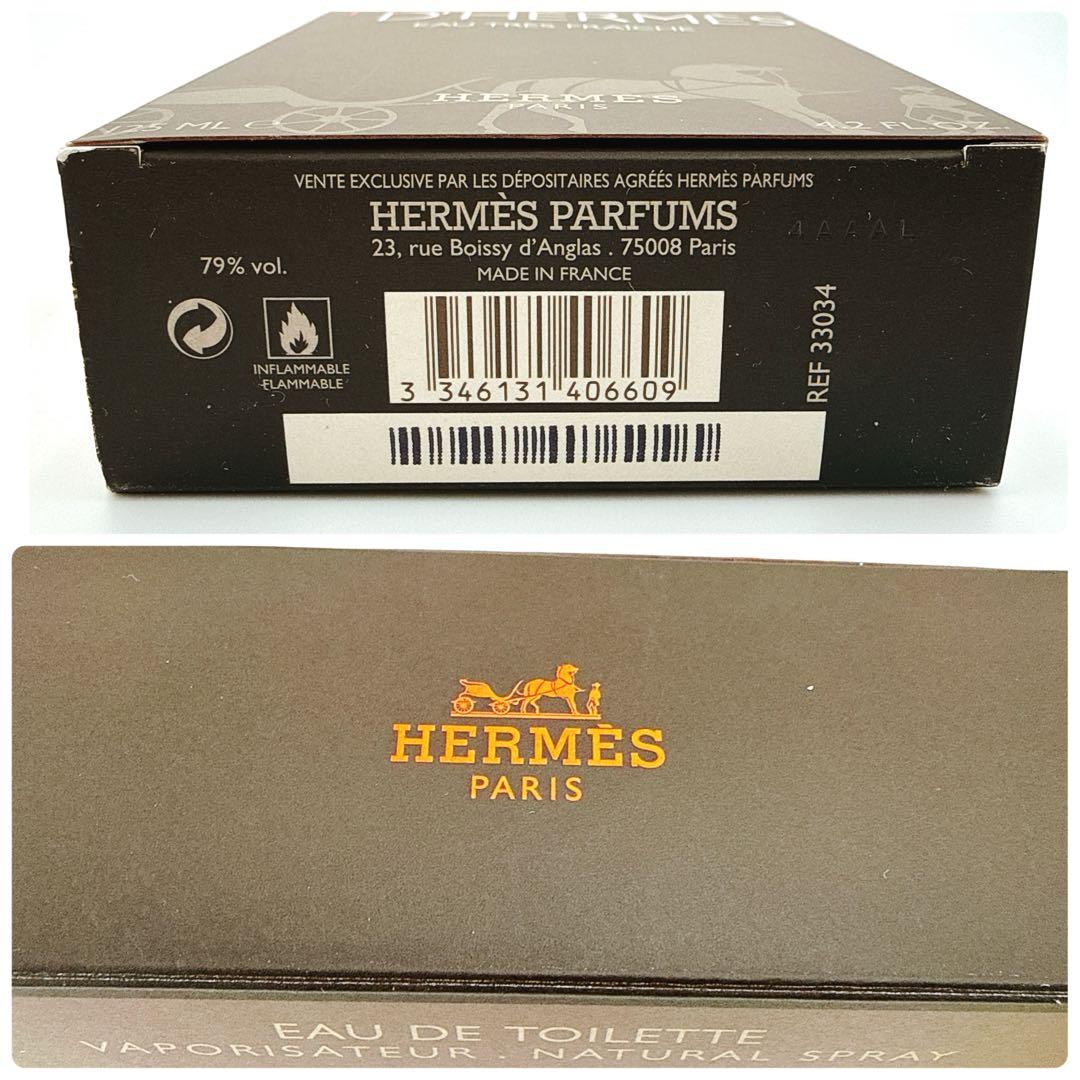 D'HERMÈS
EAU TRÈS FRAÎCHE
HERMÈS
PARIS
125 ML
4.2 FL.OZ.
VENTE EXCLUSIVE PAR LES DÉPOSITAIRES AGRÉÉS HERMÈS PARFUMS
HERMÈS PARFUMS
23, rue Boissy d'Anglas . 75008 Paris
MADE IN FRANCE
4A4AL
79% vol.
INFLAMMABLE
FLAMMABLE
3 346131 406609
REF 33034
HERMÈS
PARIS
EAU DE TOILETTE
VAPORISATEUR . NATURAL SPRAY